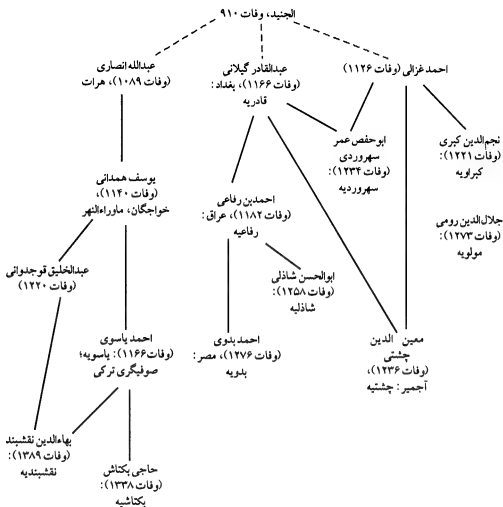 الجنید، وفات ۹۱۰
احمد غزالی (وفات ۱۱۲۶)
عبدالقادر گیلانی
(وفات ۱۱۶۶)، بغداد:
قادریه
عبدالله انصاری
(وفات ۱۰۸۹)، هرات
نجم‌الدین کبری
(وفات ۱۲۲۱):
کبراویه
ابوحفص عمر
سهروردی
(وفات ۱۲۳۴):
سهروردیه
یوسف همدانی
(وفات ۱۱۴۰)،
خواجگان، ماوراءالنهر
احمدبن رفاعی
(وفات ۱۱۸۲)، عراق:
رفاعیه
جلال‌الدین رومی
(وفات ۱۲۷۳):
مولویه
عبدالخلیق قوجدوانی
(وفات ۱۲۲۰)
ابوالحسن شاذلی
(وفات ۱۲۵۸):
شاذلیه
معین الدین
چشتی
(وفات ۱۲۳۶)،
آجمیر: چشتیه
احمد بدوی
(وفات ۱۲۷۶)، مصر:
بدویه
احمد یاسوی
(وفات ۱۱۶۶): یاسویه؛
صوفیگری ترکی
بهاءالدین نقشبند
(وفات ۱۳۸۹):
نقشبندیه
حاجی بکتاش
(وفات ۱۳۳۸):
بکتاشیه